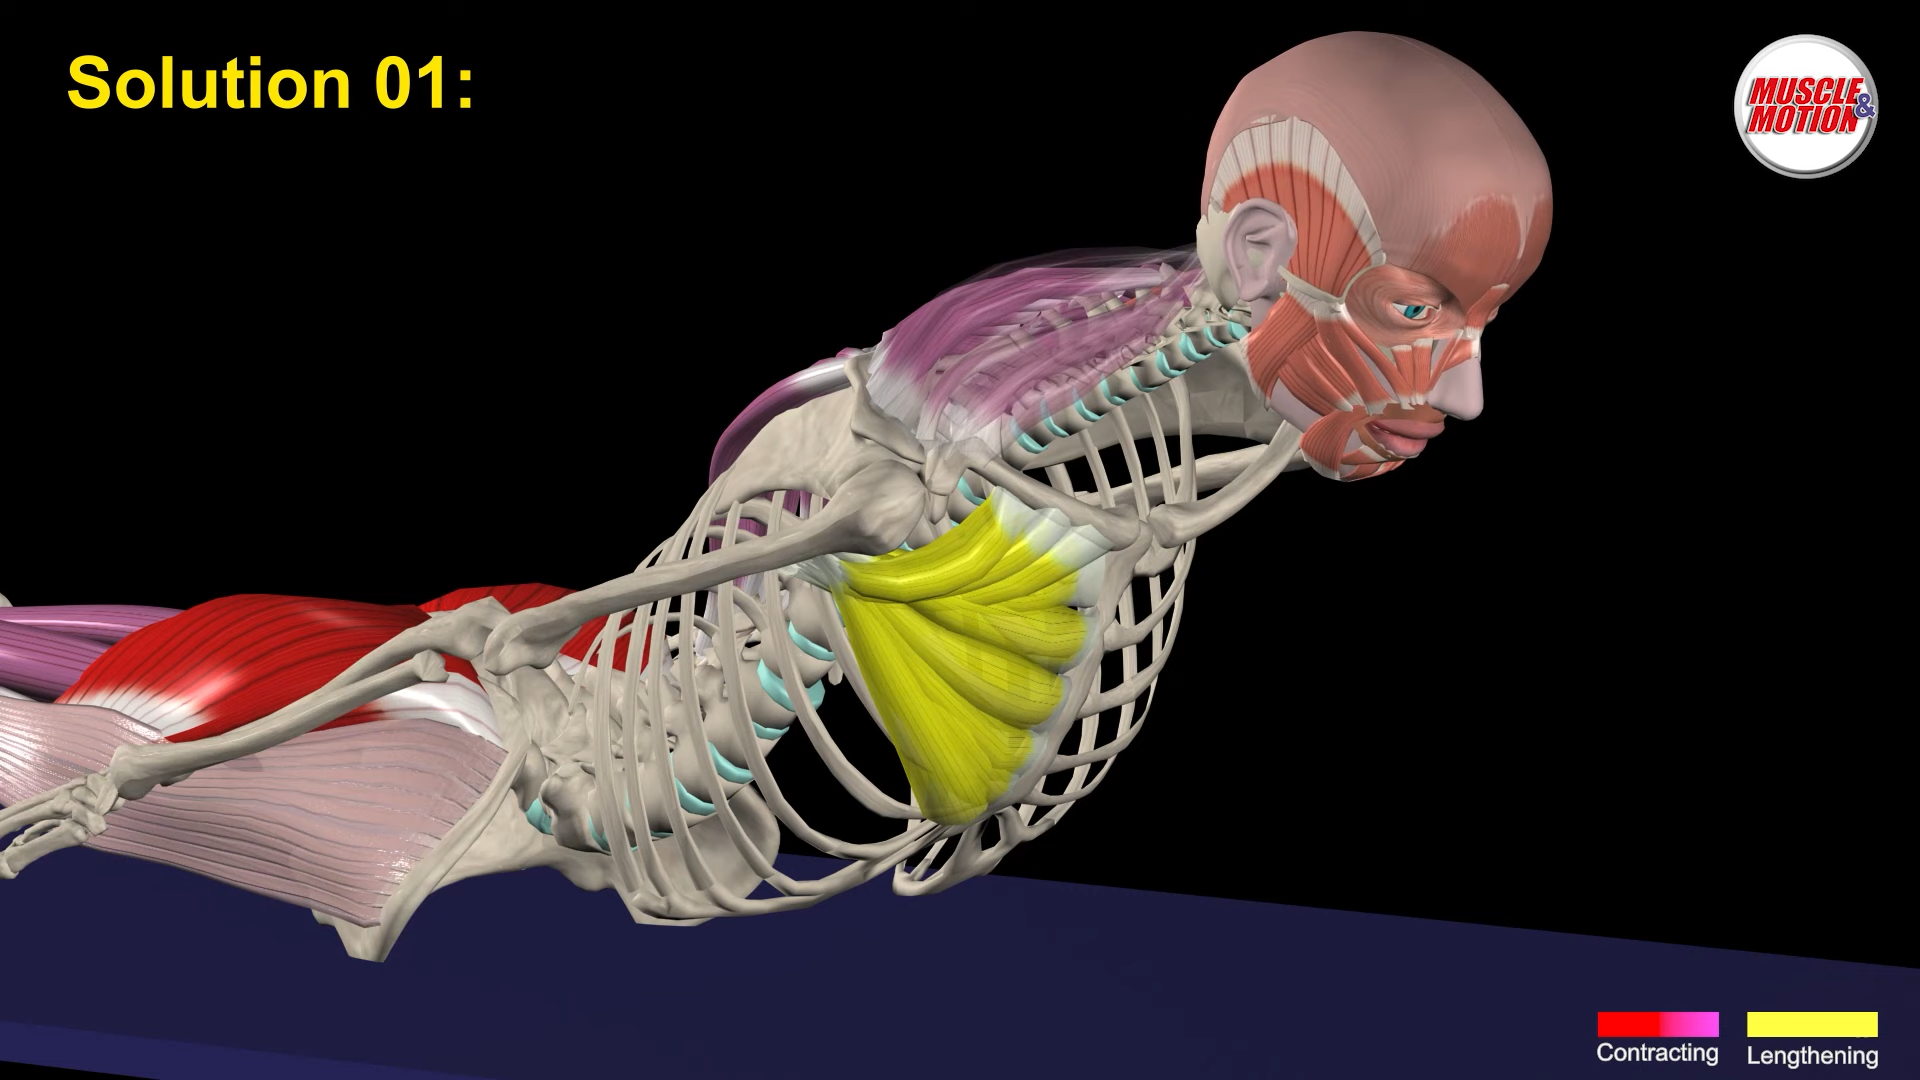 Solution 01:
MUSCLE &
MOTION
Contracting
Lengthening